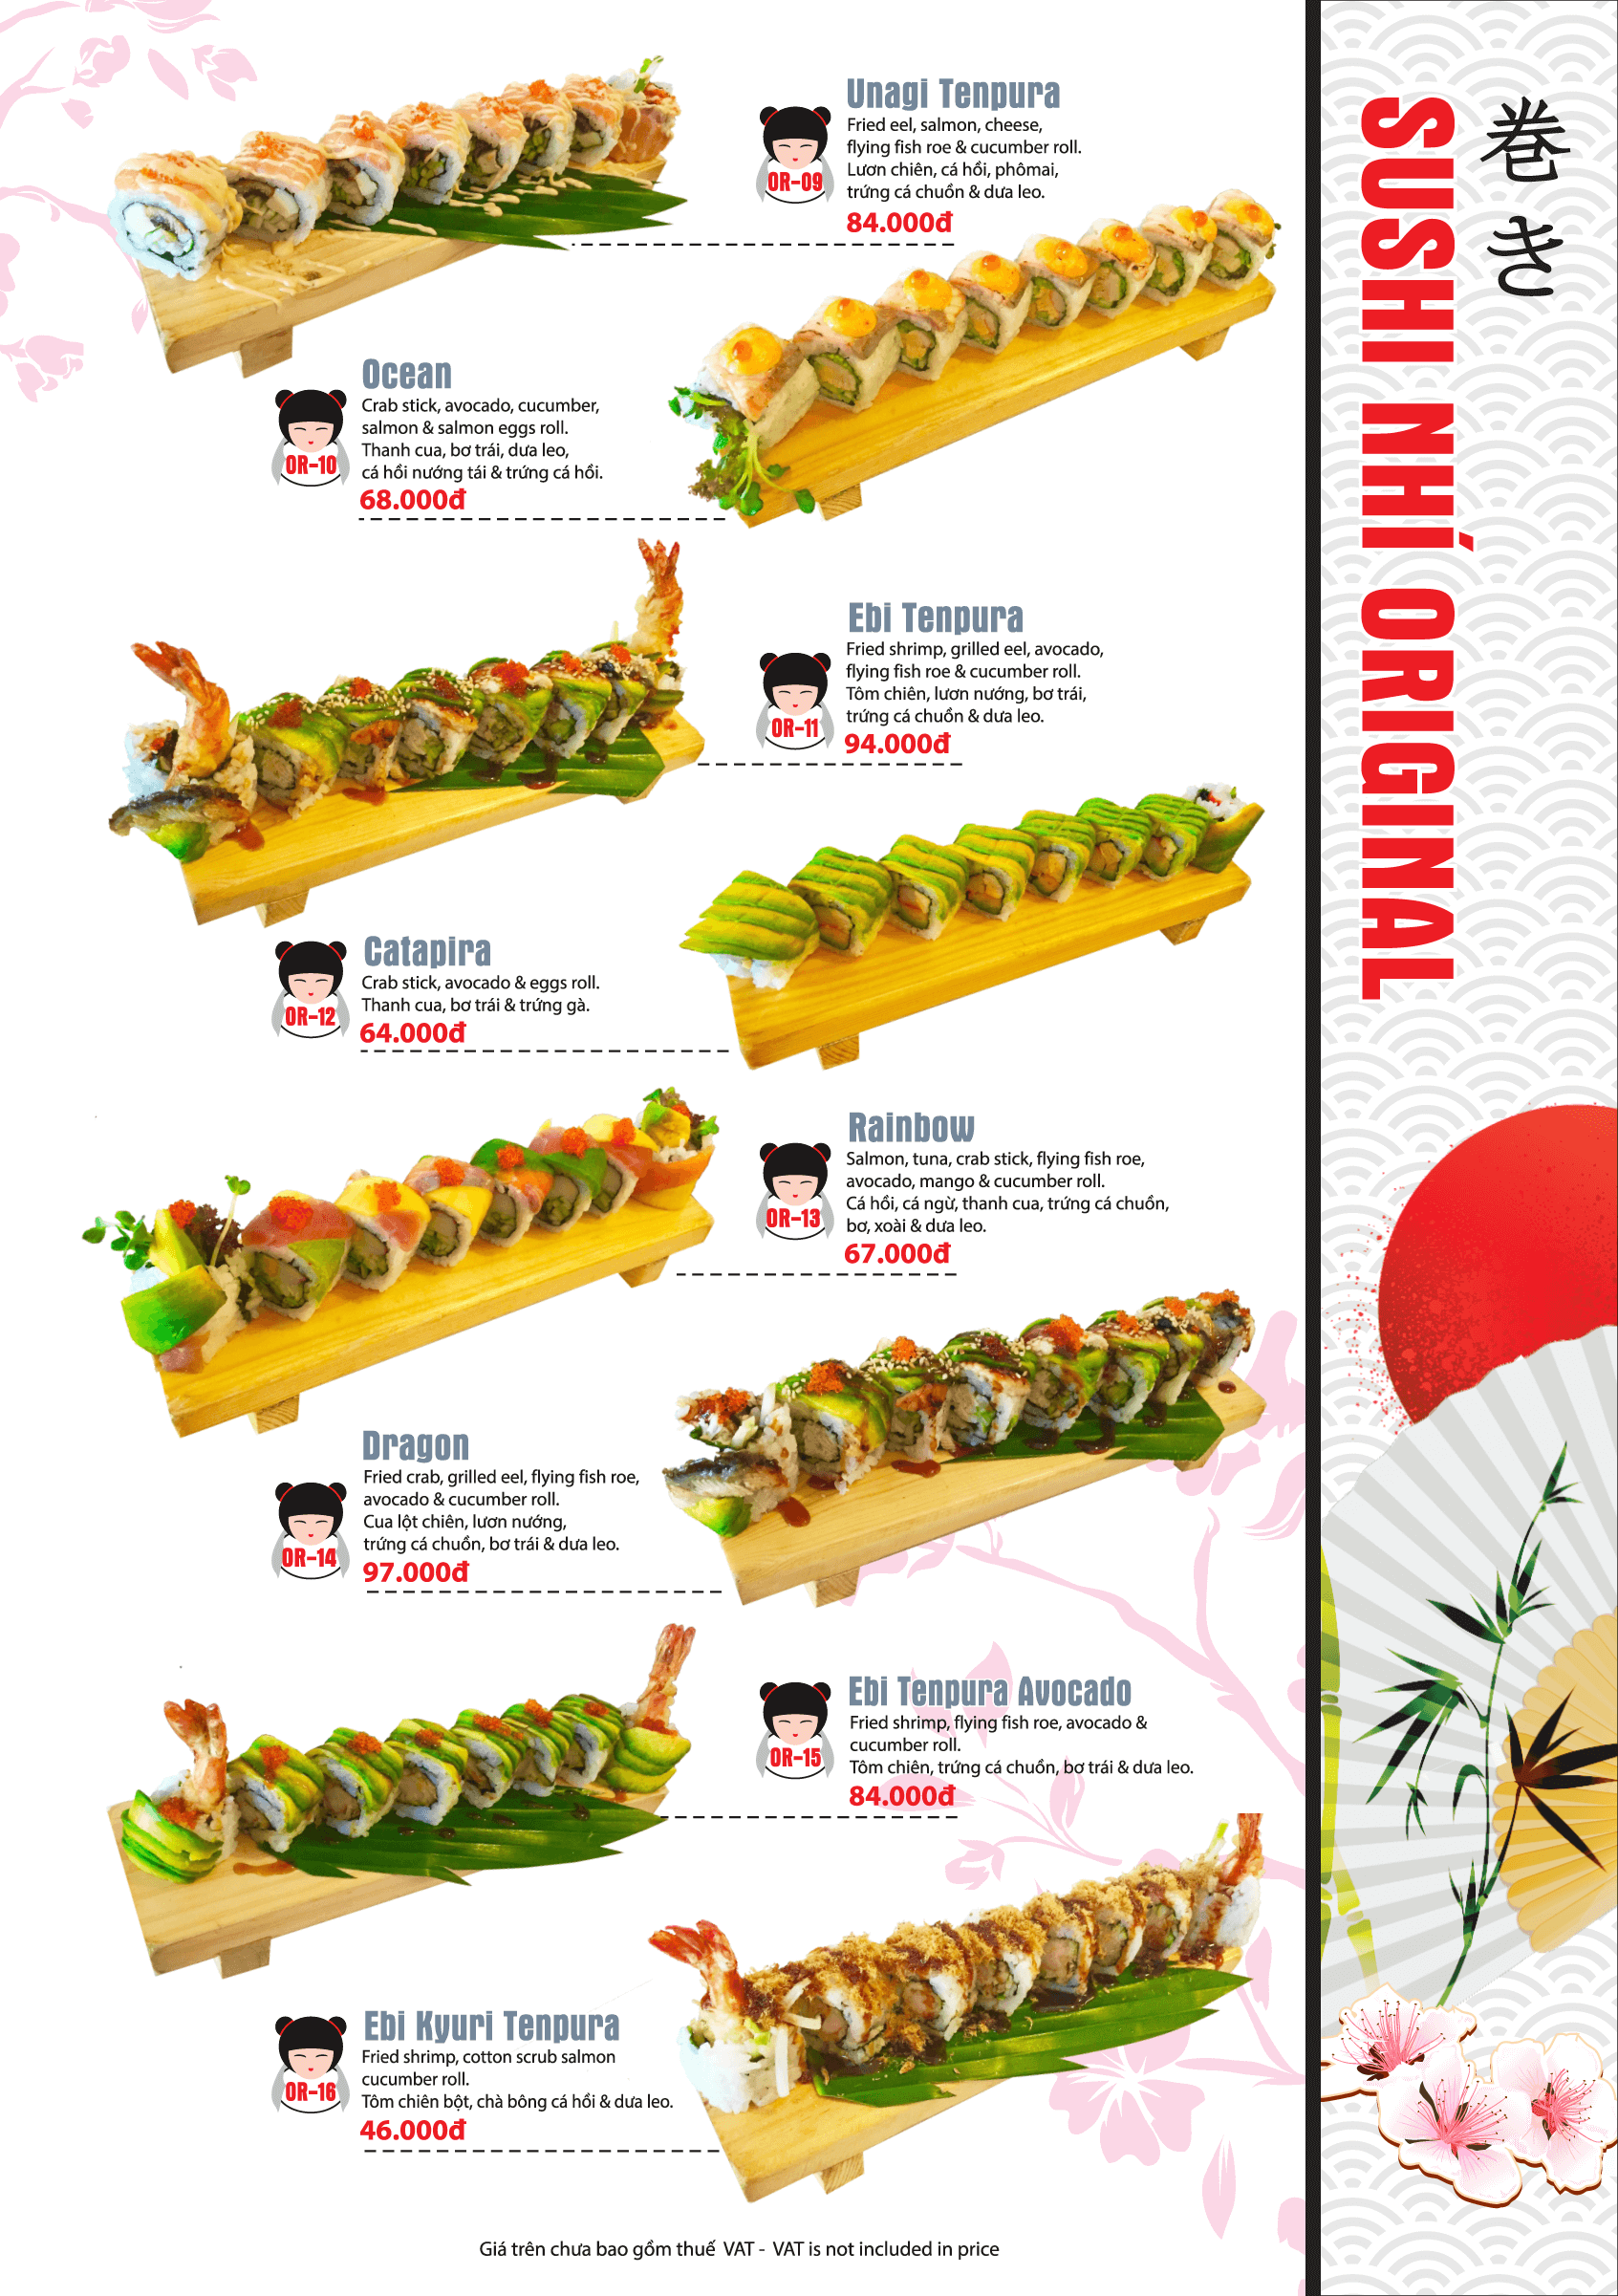 Unagi Tenpura
Fried eel, salmon, cheese,
flying fish roe & cucumber roll.
Lươn chiên, cá hồi, phômai,
trứng cá chuồn & dưa leo.
OR-09
84.000đ
Ocean
Crab stick, avocado, cucumber,
salmon & salmon eggs roll.
Thanh cua, bơ trái, dưa leo,
cá hồi nướng tái & trứng cá hồi.
OR-10
68.000đ
Ebi Tenpura
Fried shrimp, grilled eel, avocado,
flying fish roe & cucumber roll.
Tôm chiên, lươn nướng, bơ trái,
trứng cá chuồn & dưa leo.
OR-11
94.000đ
Catapira
Crab stick, avocado & eggs roll.
Thanh cua, bơ trái & trứng gà.
OR-12
64.000đ
Rainbow
Salmon, tuna, crab stick, flying fish roe,
avocado, mango & cucumber roll.
Cá hồi, cá ngừ, thanh cua, trứng cá chuồn,
bơ, xoài & dưa leo.
OR-13
67.000đ
Dragon
Fried crab, grilled eel, flying fish roe,
avocado & cucumber roll.
Cua lột chiên, lươn nướng,
trứng cá chuồn, bơ trái & dưa leo.
OR-14
97.000đ
Ebi Tenpura Avocado
Fried shrimp, flying fish roe, avocado &
cucumber roll.
Tôm chiên, trứng cá chuồn, bơ trái & dưa leo.
OR-15
84.000đ
Ebi Kyuri Tenpura
Fried shrimp, cotton scrub salmon
cucumber roll.
Tôm chiên bột, chà bông cá hồi & dưa leo.
OR-16
46.000đ
Giá trên chưa bao gồm thuế VAT - VAT is not included in price
巻き
SUSHI NHÍ ORIGINAL